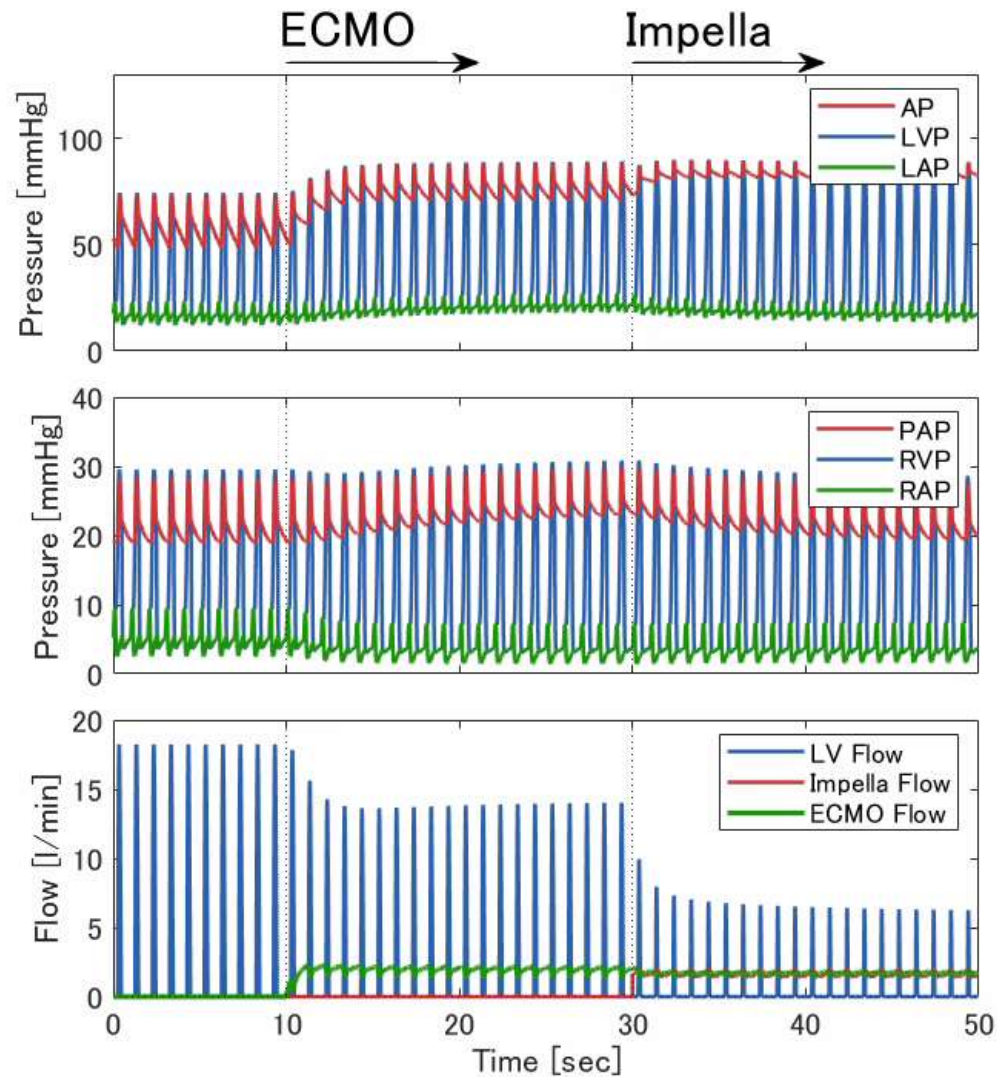 ECMO Impella
Pressure [mmHg]
100
50
0
AP
LVP
LAP
Pressure [mmHg]
40
30
20
10
0
PAP
RVP
RAP
Flow [l/min]
20
15
10
5
0
LV Flow
Impella Flow
ECMO Flow
0 10 20 30 40 50
Time [sec]